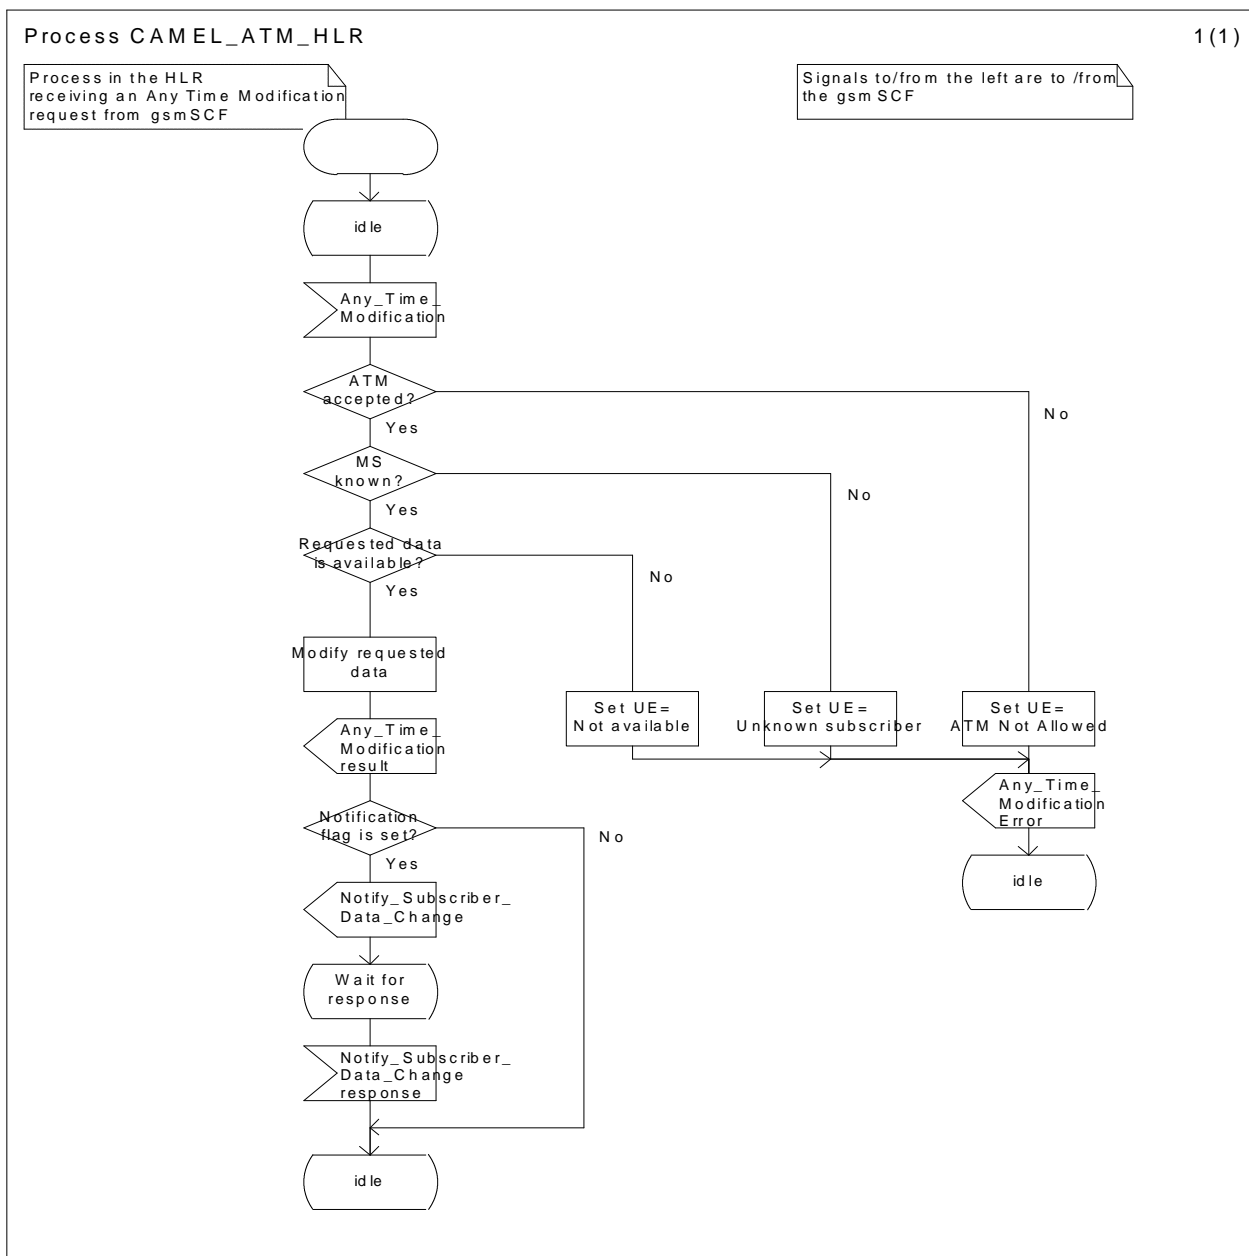 Process CAMEL_ATM_HLR
1(1)
Process in the HLR
receiving an Any Time Modification
request from gsmSCF
Signals to/from the left are to /from
the gsmSCF
idle
Any_Time_
Modification
ATM
accepted?
No
Yes
MS
known?
No
Yes
Requested data
is available?
No
Yes
Modify requested
data
Set UE=
Not available
Set UE=
Unknown subscriber
Set UE=
ATM Not Allowed
Any_Time_
Modification
result
Any_Time_
Modification
Error
Notification
flag is set?
No
Yes
idle
Notify_Subscriber_
Data_Change
Wait for
response
Notify_Subscriber_
Data_Change
response
idle